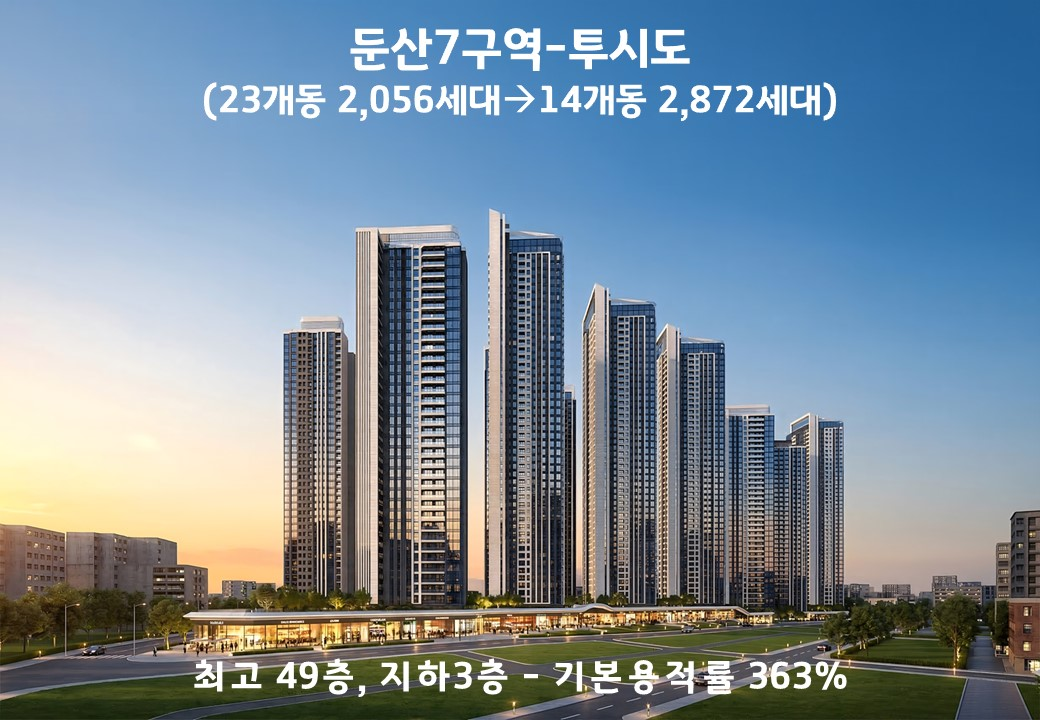 둔산7구역-투시도
(23개동 2,056세대→14개동 2,872세대)
최고 49층, 지하3층 - 기본용적률 363%